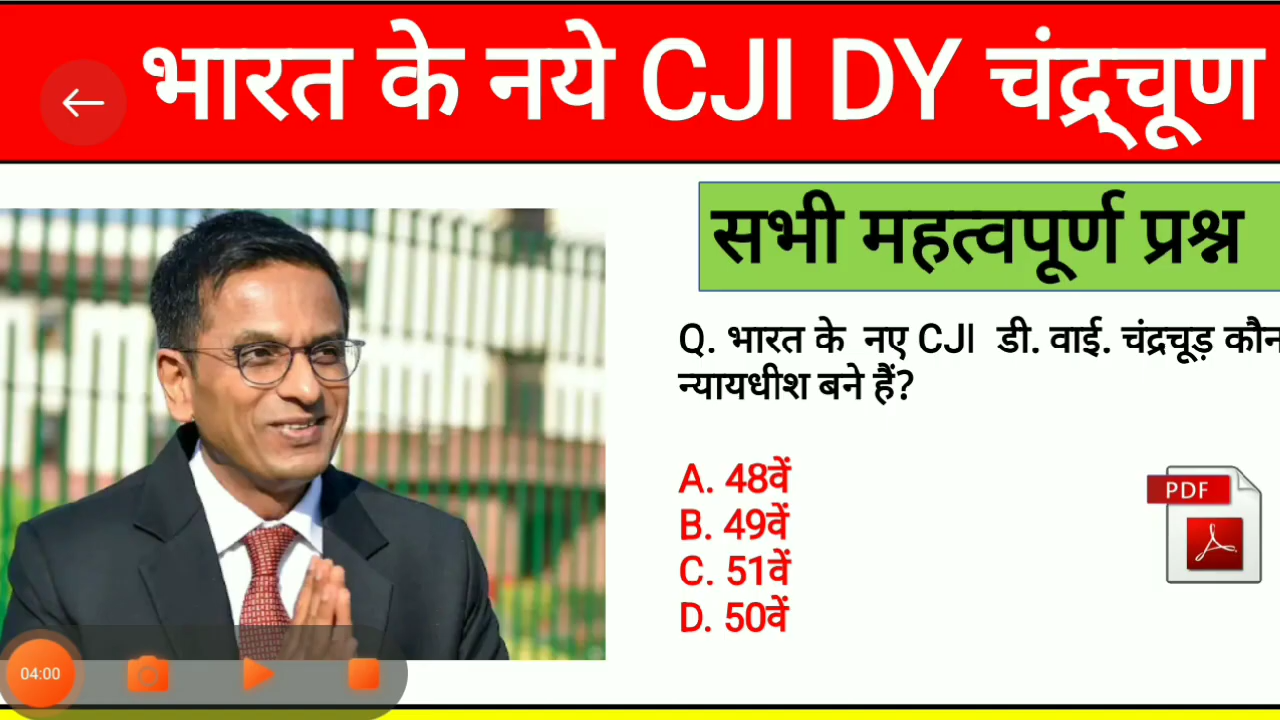 भारत के नये CJI DY चंद्र्चूण
सभी महत्वपूर्ण प्रश्न
Q. भारत के नए CJI डी. वाई. चंद्रचूड़ कौन
न्यायधीश बने हैं?
A. 48वें
B. 49वें
C. 51वें
D. 50वें
PDF
04:00